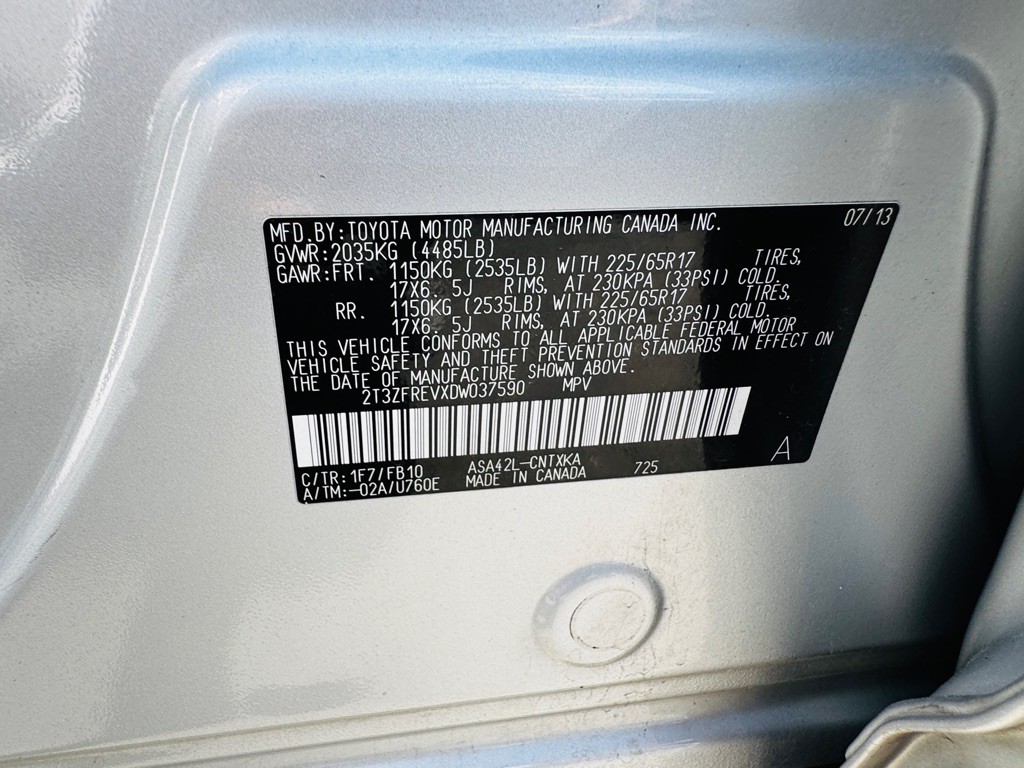 MFD.BY:TOYOTA MOTOR MANUFACTURING CANADA INC. 07/13
GVWR:2035KG (4485LB)
GAWR:FRT. 1150KG (2535LB) WITH 225/65R17 TIRES,
17X6.5J RIMS, AT 230KPA (33PSI) COLD.
RR. 1150KG (2535LB) WITH 225/65R17 TIRES,
17X6.5J RIMS, AT 230KPA (33PSI) COLD.
THIS VEHICLE CONFORMS TO ALL APPLICABLE FEDERAL MOTOR
VEHICLE SAFETY AND THEFT PREVENTION STANDARDS IN EFFECT ON
THE DATE OF MANUFACTURE SHOWN ABOVE.
2T3ZFREVXDW037590 MPV
C/TR:1F7/FB10 ASA42L-CNTXKA 725 A
A/TM:-02A/U760E MADE IN CANADA